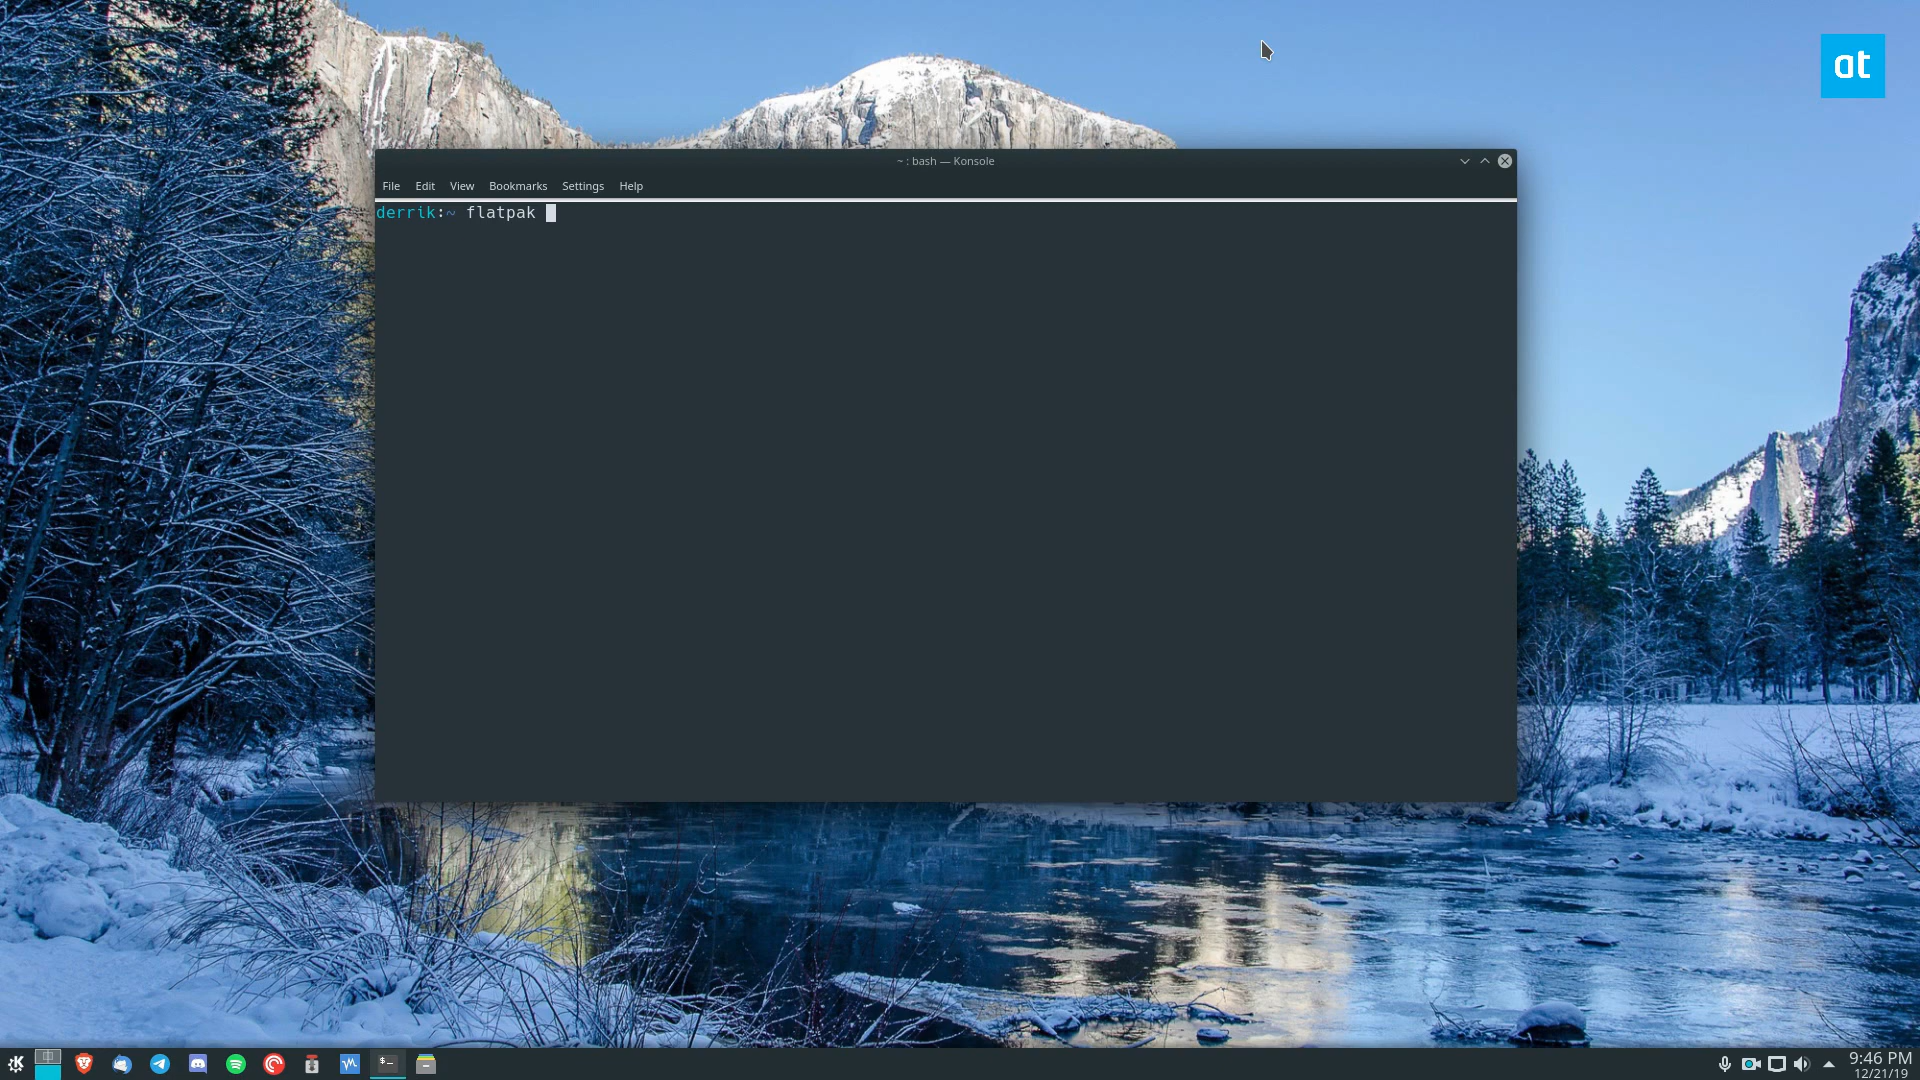 at
~ : bash — Konsole
File Edit View Bookmarks Settings Help
derrik:~ flatpak
9:46 PM
12/21/19